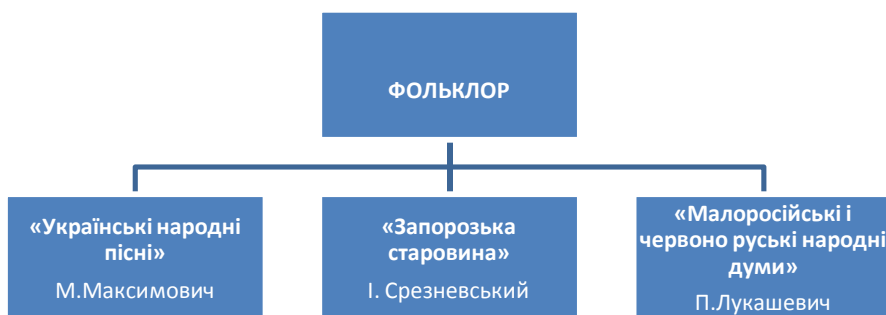 ФОЛЬКЛОР
«Українські народні
пісні»
М.Максимович
«Запорозька
старовина»
І. Срезневський
«Малоросійські і
червоно руські народні
думи»
П.Лукашевич